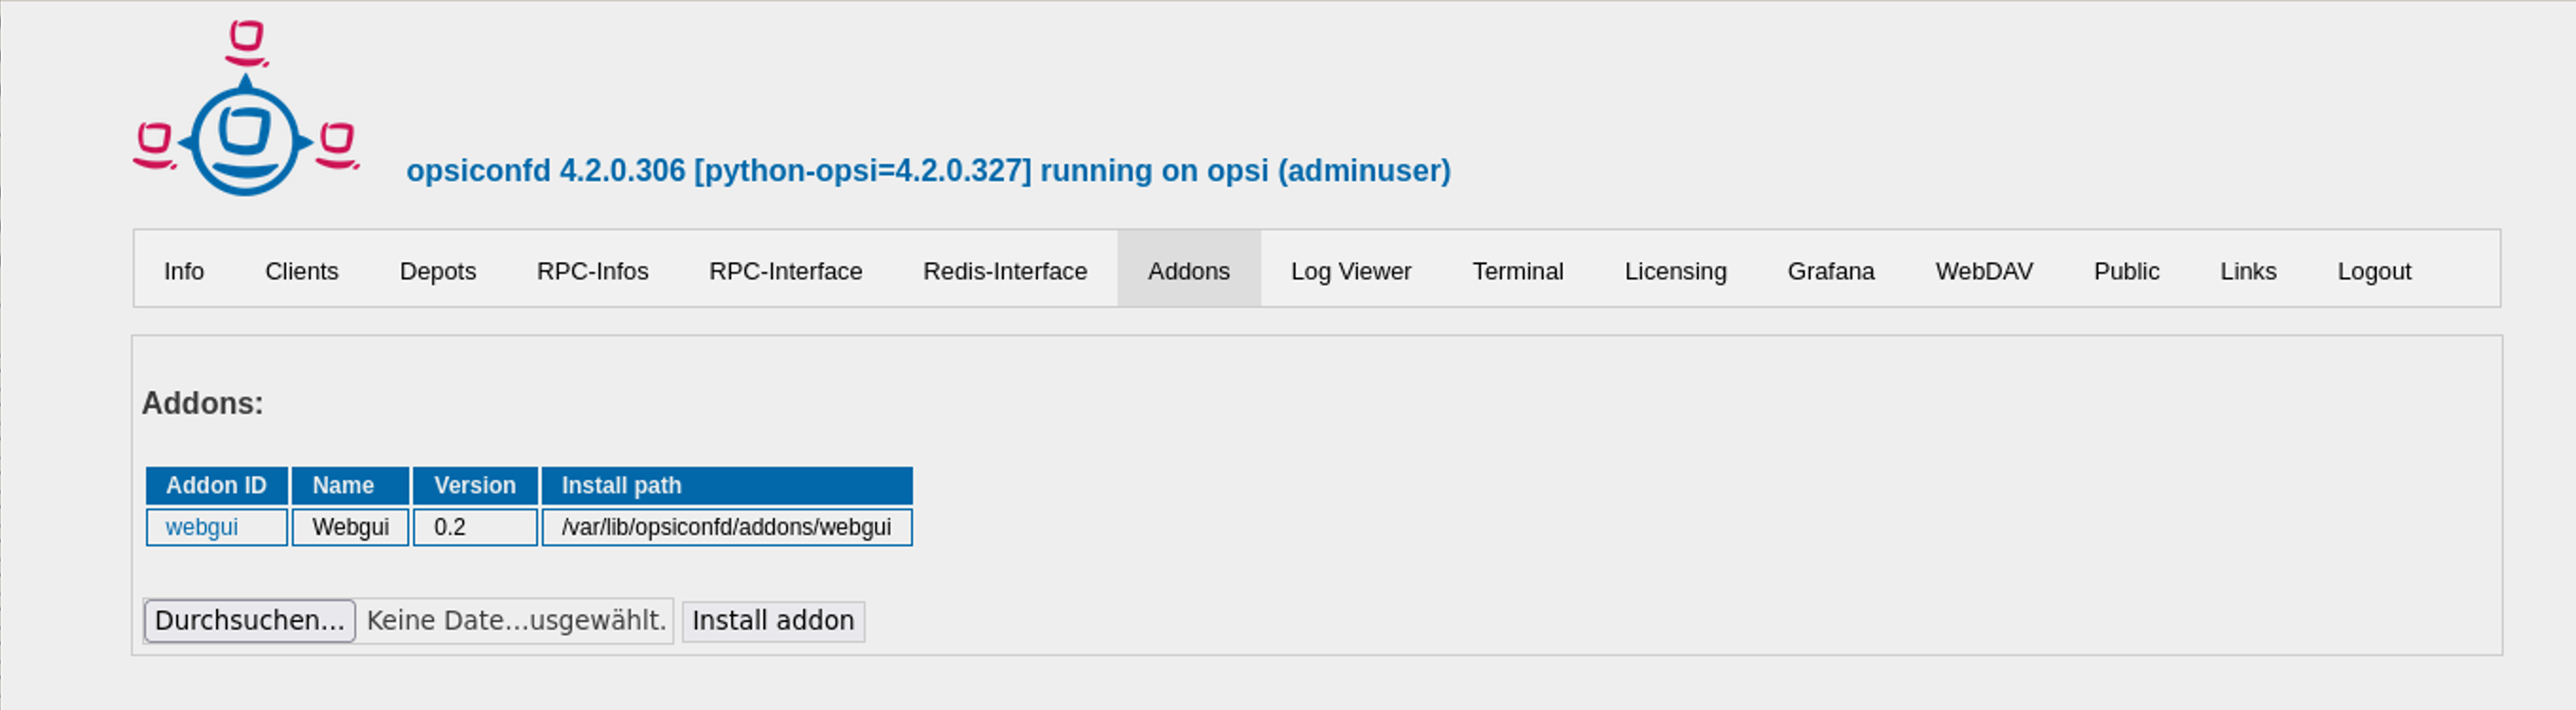 opsiconfd 4.2.0.306 [python-opsi=4.2.0.327] running on opsi (adminuser)
Info Clients Depots RPC-Infos RPC-Interface Redis-Interface Addons Log Viewer Terminal Licensing Grafana WebDAV Public Links Logout
Addons:
Addon ID Name Version Install path
webgui Webgui 0.2 /var/lib/opsiconfd/addons/webgui
Durchsuchen... Keine Date...usgewählt. Install addon